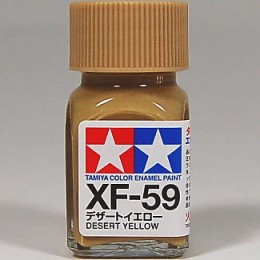 TAMIYA COLOR ENAMEL PAINT
XF-59
デザートイエロー
DESERT YELLOW